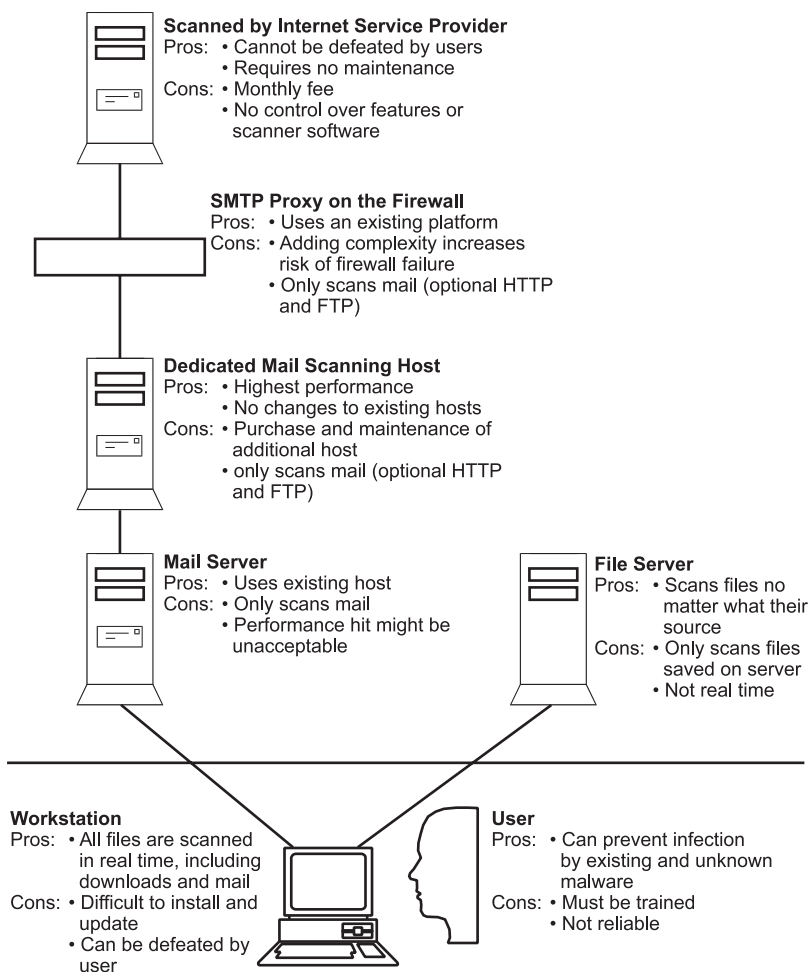 Scanned by Internet Service Provider
Pros: • Cannot be defeated by users
• Requires no maintenance
Cons: • Monthly fee
• No control over features or
scanner software
SMTP Proxy on the Firewall
Pros: • Uses an existing platform
Cons: • Adding complexity increases
risk of firewall failure
• Only scans mail (optional HTTP
and FTP)
Dedicated Mail Scanning Host
Pros: • Highest performance
• No changes to existing hosts
Cons: • Purchase and maintenance of
additional host
• only scans mail (optional HTTP
and FTP)
Mail Server
Pros: • Uses existing host
Cons: • Only scans mail
• Performance hit might be
unacceptable
File Server
Pros: • Scans files no
matter what their
source
Cons: • Only scans files
saved on server
• Not real time
Workstation
Pros: • All files are scanned
in real time, including
downloads and mail
Cons: • Difficult to install and
update
• Can be defeated by
user
User
Pros: • Can prevent infection
by existing and unknown
malware
Cons: • Must be trained
• Not reliable